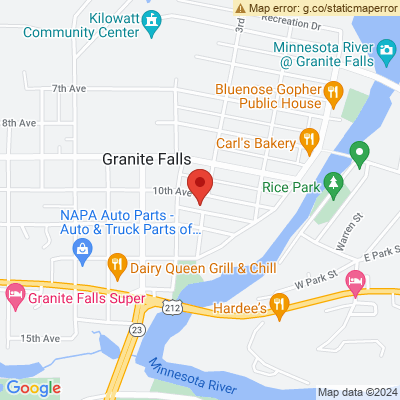 Map error: g.co/staticmaperror
Kilowatt
Community Center
Recreation Dr
3rd
Minnesota River
@ Granite Falls
7th Ave
Bluenose Gopher
Public House
8th Ave
Carl's Bakery
Granite Falls
10th Ave
Rice Park
NAPA Auto Parts -
Auto & Truck Parts of...
Warren St
E Park St
Dairy Queen Grill & Chill
W Park St
Granite Falls Super
212
Hardee's
23
15th Ave
Minnesota River
Google
Map data ©2024